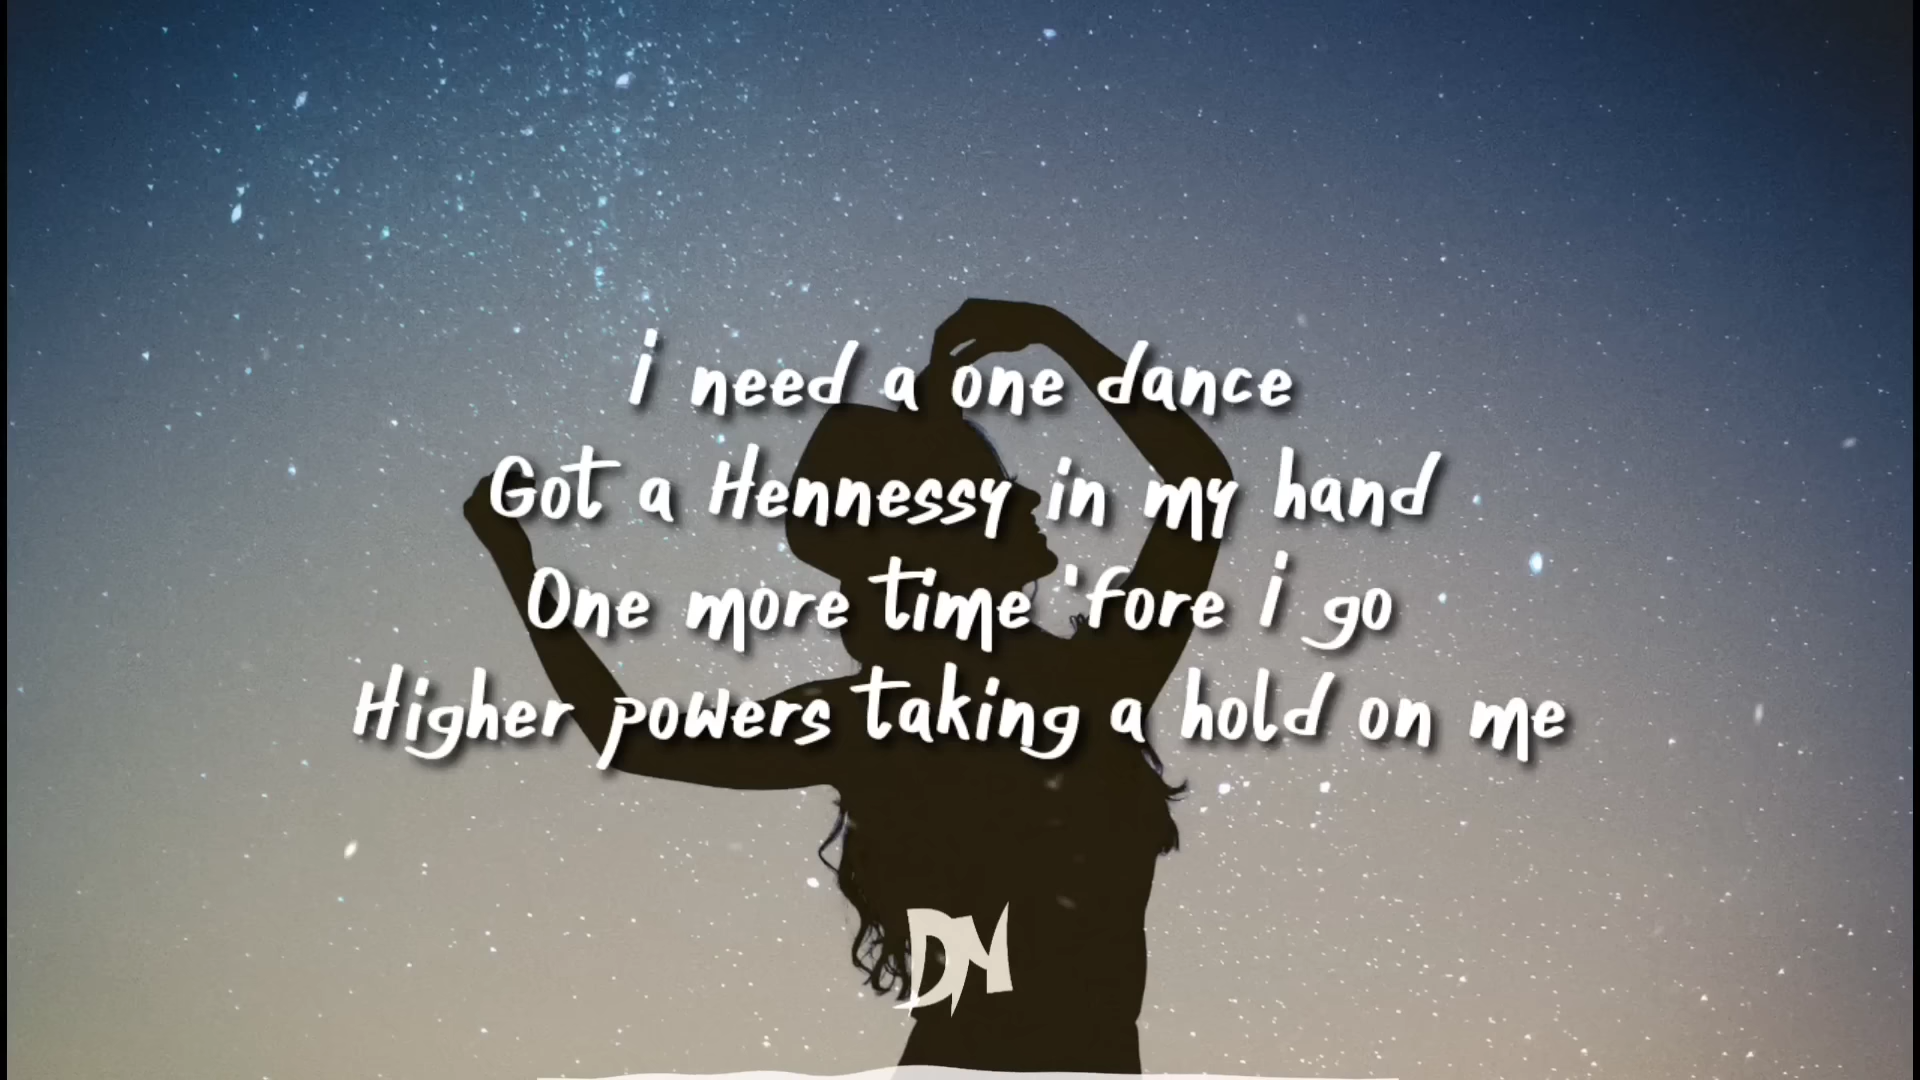 I need a one dance
Got a Hennessy in my hand
One more time 'fore I go
Higher powers taking a hold on me
DM